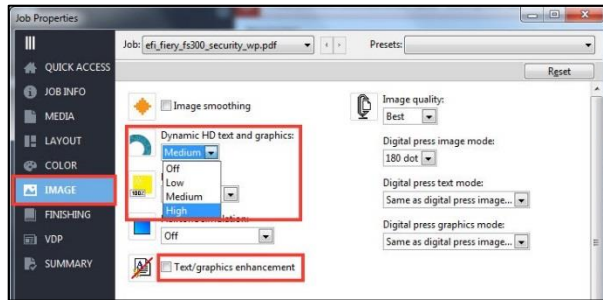 Job Properties
Job: efi_fiery_fs300_security_wp.pdf
Presets:
Reset
QUICK ACCESS
JOB INFO
MEDIA
LAYOUT
COLOR
IMAGE
FINISHING
VDP
SUMMARY
Image smoothing
Dynamic HD text and graphics:
Medium
Off
Low
Medium
High
Off
Text/graphics enhancement
Image quality:
Best
Digital press image mode:
180 dot
Digital press text mode:
Same as digital press image...
Digital press graphics mode:
Same as digital press image...